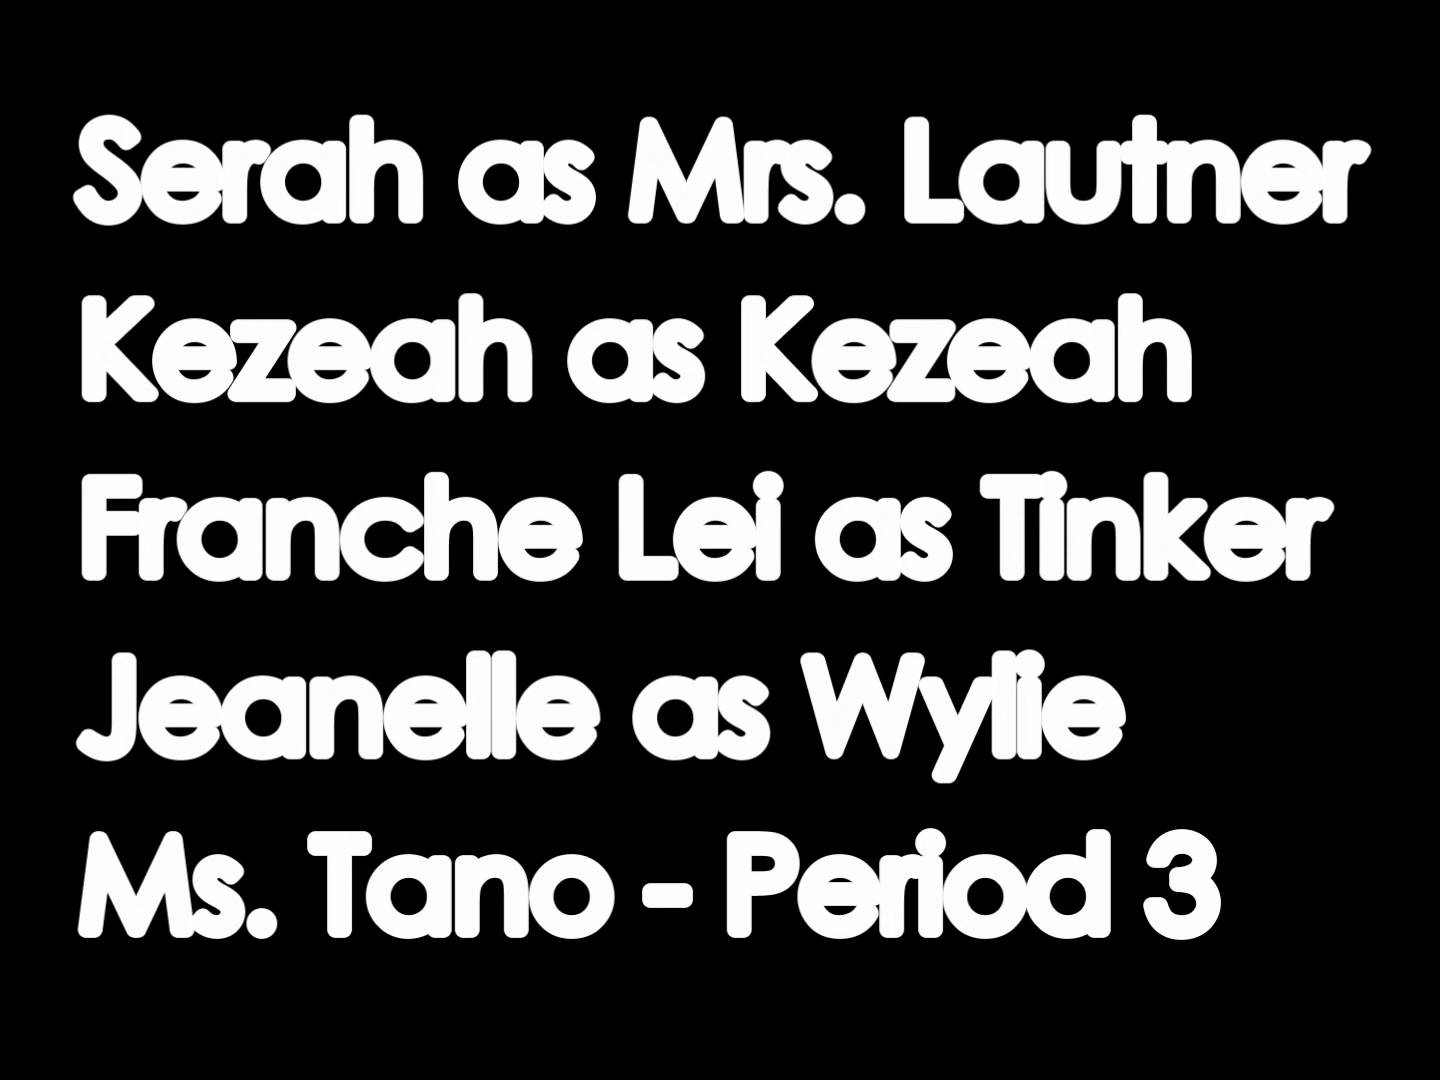 Serah as Mrs. Lautner
Kezeah as Kezeah
Franche Lei as Tinker
Jeanelle as Wylie
Ms. Tano - Period 3